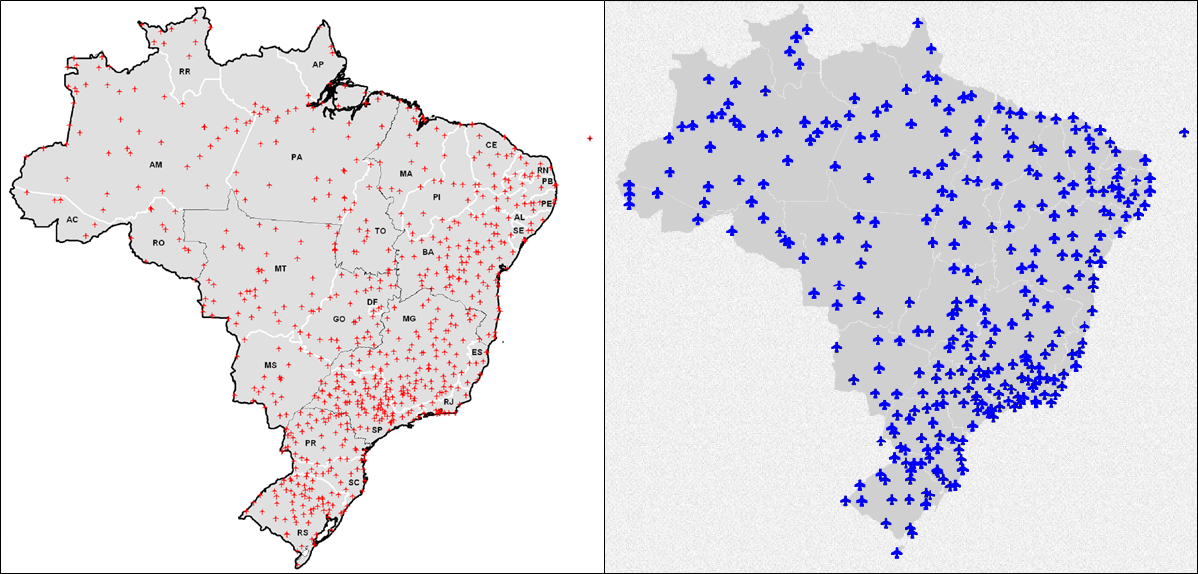 RR
AP
AM
PA
CE
MA
RN
PB
PI
PE
AC
AL
TO
SE
RO
BA
MT
DF
GO
MG
ES
MS
RJ
SP
PR
SC
RS